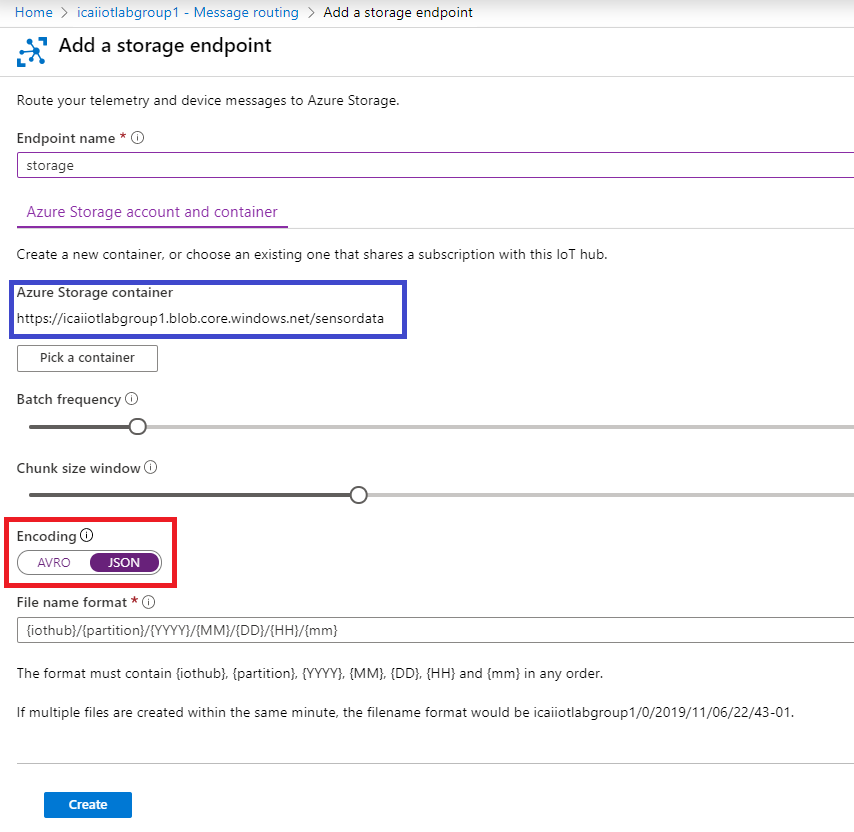 Home > icaiiotlabgroup1 - Message routing > Add a storage endpoint
Add a storage endpoint
Route your telemetry and device messages to Azure Storage.
Endpoint name *
storage
Azure Storage account and container
Create a new container, or choose an existing one that shares a subscription with this IoT hub.
Azure Storage container
https://icaiiotlabgroup1.blob.core.windows.net/sensordata
Pick a container
Batch frequency
Chunk size window
Encoding
AVRO JSON
File name format *
{iothub}/{partition}/{YYYY}/{MM}/{DD}/{HH}/{mm}
The format must contain {iothub}, {partition}, {YYYY}, {MM}, {DD}, {HH} and {mm} in any order.
If multiple files are created within the same minute, the filename format would be icaiiotlabgroup1/0/2019/11/06/22/43-01.
Create